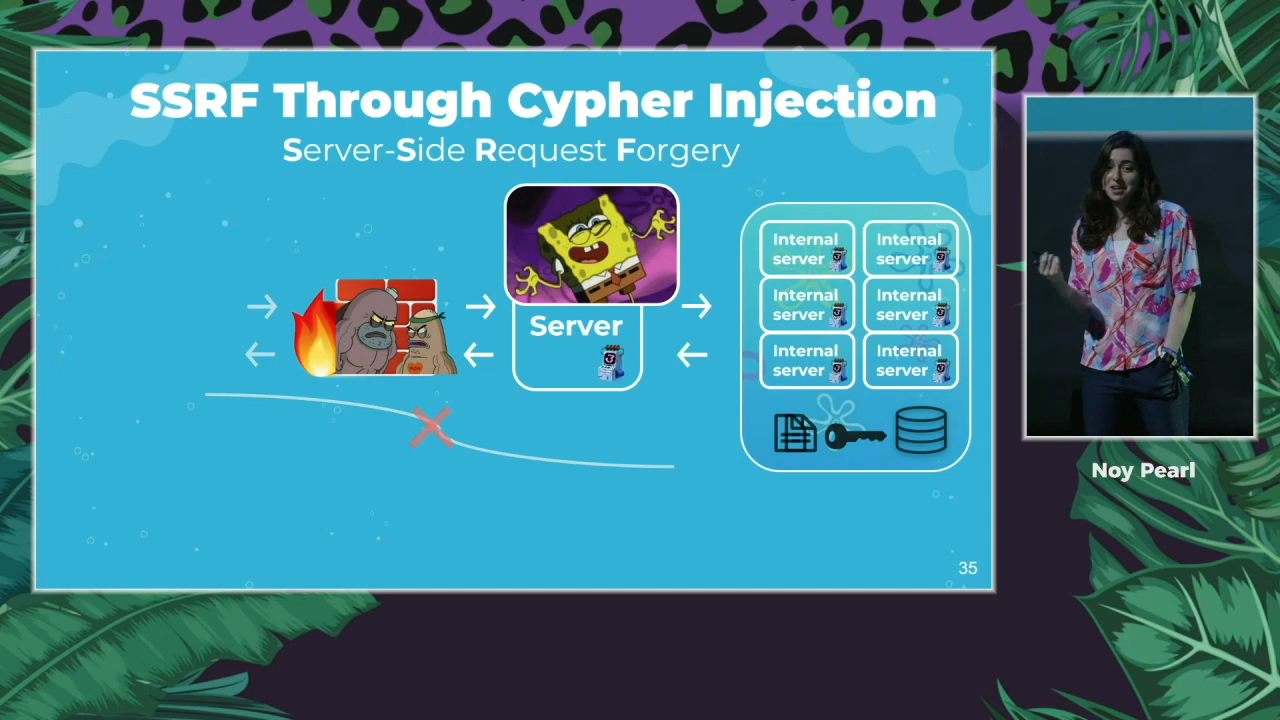 SSRF Through Cypher Injection
Server-Side Request Forgery
Server
Internal
server
Internal
server
Internal
server
Internal
server
Internal
server
Internal
server
35
Noy Pearl